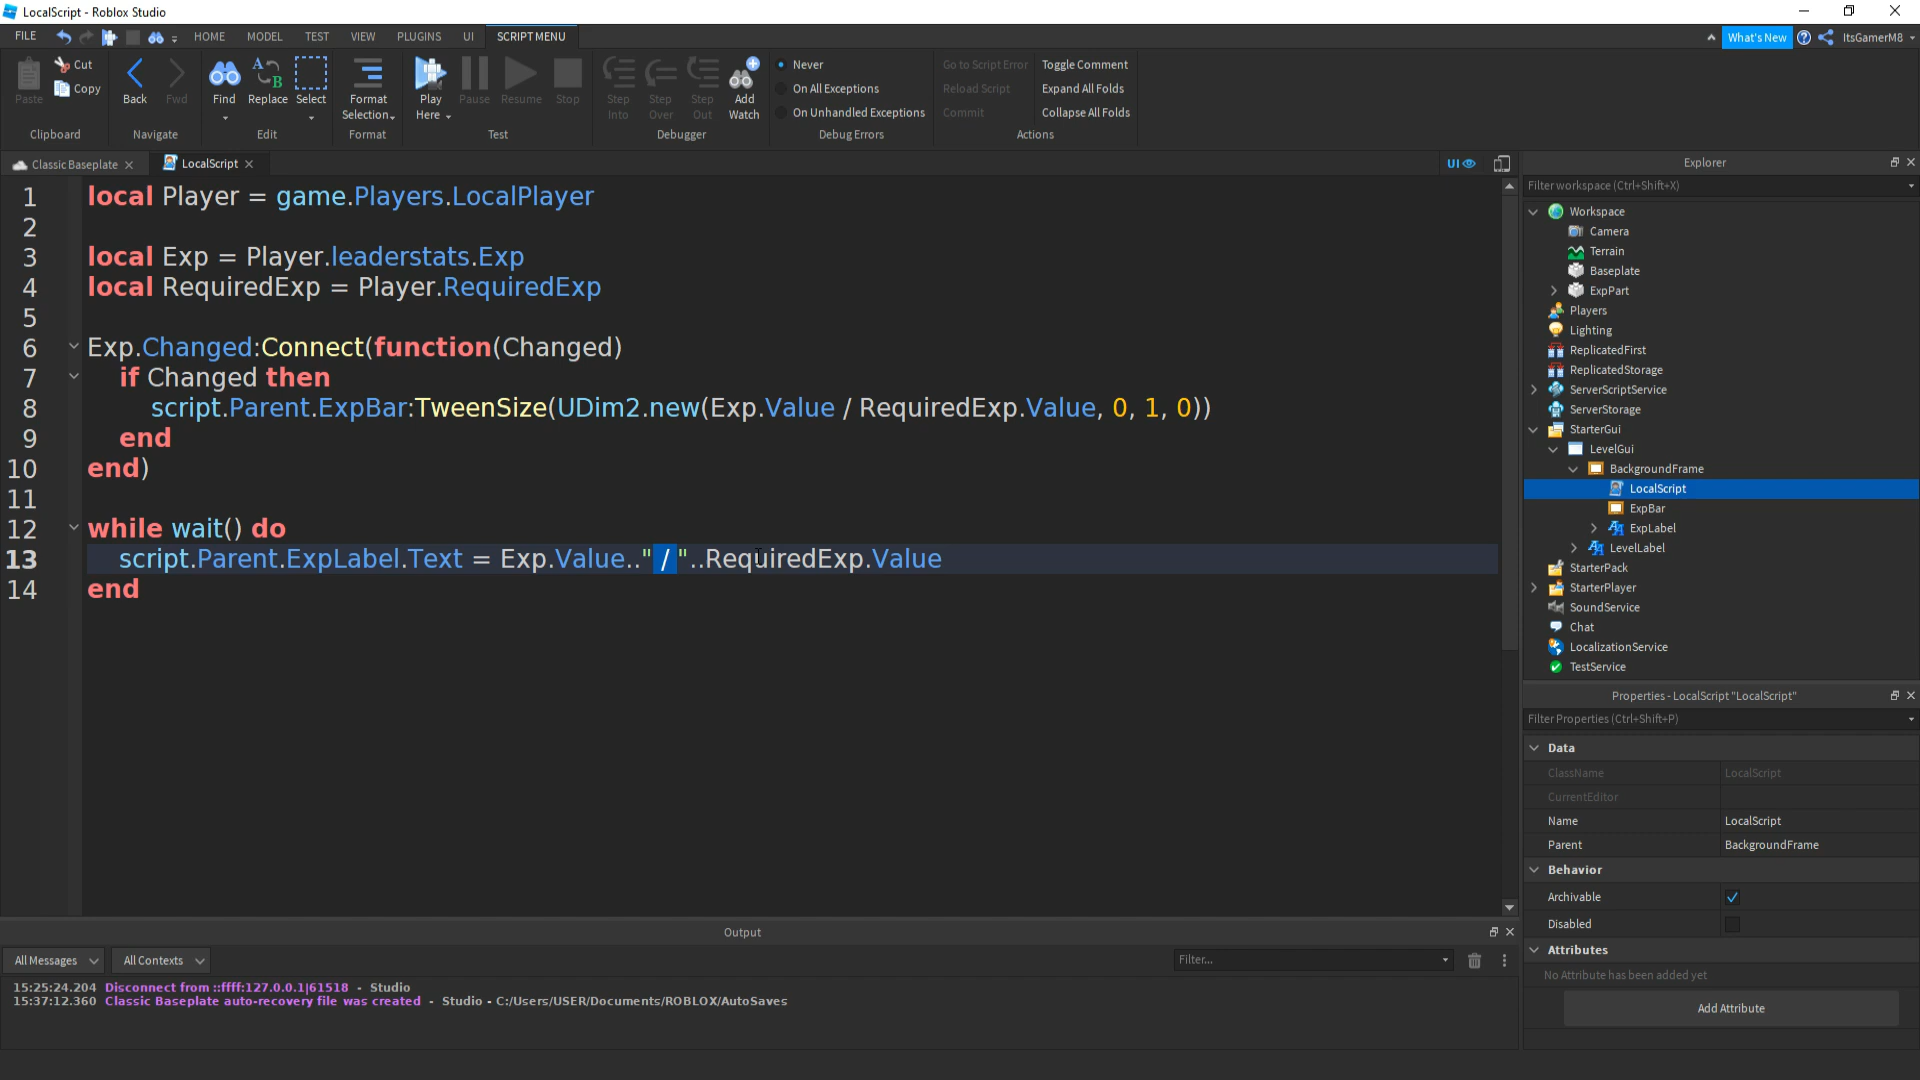 LocalScript - Roblox Studio
FILE HOME MODEL TEST VIEW PLUGINS UI SCRIPT MENU What's New ItsGamerM8
Paste Cut Copy
Clipboard
Back Fwd
Navigate
Find Replace Select
Edit
Format Selection
Format
Play Here Pause Resume Stop
Test
Step Into Step Over Step Out Add Watch
Debugger
Never
On All Exceptions
On Unhandled Exceptions
Debug Errors
Go to Script Error Toggle Comment
Reload Script Expand All Folds
Commit Collapse All Folds
Actions
Classic Baseplate LocalScript UI
1 local Player = game.Players.LocalPlayer
2
3 local Exp = Player.leaderstats.Exp
4 local RequiredExp = Player.RequiredExp
5
6 Exp.Changed:Connect(function(Changed)
7 if Changed then
8 script.Parent.ExpBar:TweenSize(UDim2.new(Exp.Value / RequiredExp.Value, 0, 1, 0))
9 end
10 end)
11
12 while wait() do
13 script.Parent.ExpLabel.Text = Exp.Value.." / "..RequiredExp.Value
14 end
Explorer
Filter workspace (Ctrl+Shift+X)
Workspace
Camera
Terrain
Baseplate
ExpPart
Players
Lighting
ReplicatedFirst
ReplicatedStorage
ServerScriptService
ServerStorage
StarterGui
LevelGui
BackgroundFrame
LocalScript
ExpBar
ExpLabel
LevelLabel
StarterPack
StarterPlayer
SoundService
Chat
LocalizationService
TestService
Properties - LocalScript "LocalScript"
Filter Properties (Ctrl+Shift+P)
Data
ClassName LocalScript
CurrentEditor
Name LocalScript
Parent BackgroundFrame
Behavior
Archivable
Disabled
Attributes
No Attribute has been added yet
Add Attribute
Output
All Messages All Contexts Filter...
15:25:24.204 Disconnect from ::ffff:127.0.0.1|61518 - Studio
15:37:12.360 Classic Baseplate auto-recovery file was created - Studio - C:/Users/USER/Documents/ROBLOX/AutoSaves